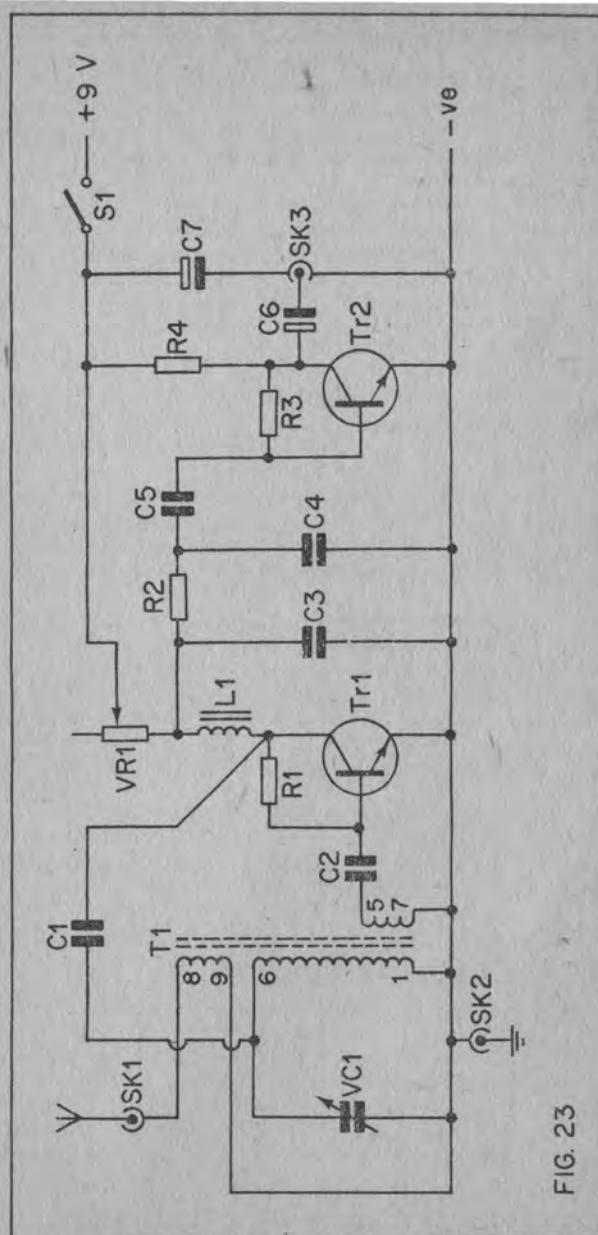 +9 V
S1
C7
SK3
R4
C6
R3
Tr2
C5
C4
R2
C3
VR1
L1
R1
Tr1
C2
C1
T1
5
7
8
9
6
1
SK1
SK2
VC1
-Ve
FIG. 23